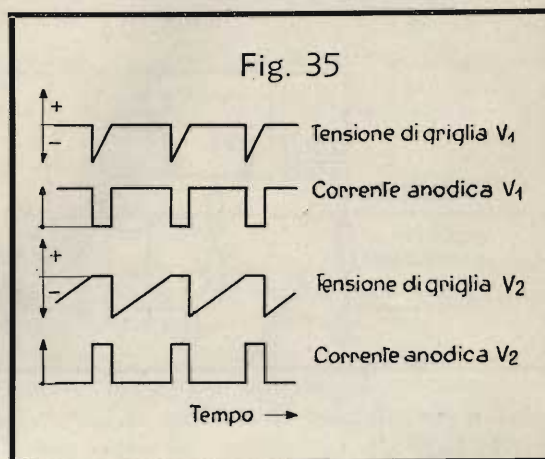 Fig. 35
+
−
Tensione di griglia V1
Corrente anodica V1
+
−
Tensione di griglia V2
Corrente anodica V2
Tempo →